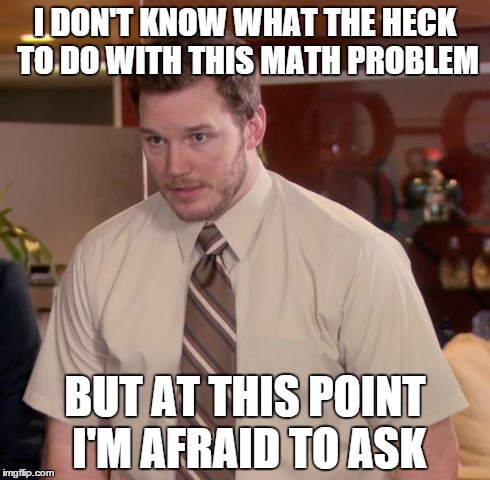 I DON'T KNOW WHAT THE HECK
TO DO WITH THIS MATH PROBLEM
BUT AT THIS POINT
I'M AFRAID TO ASK
imgflip.com